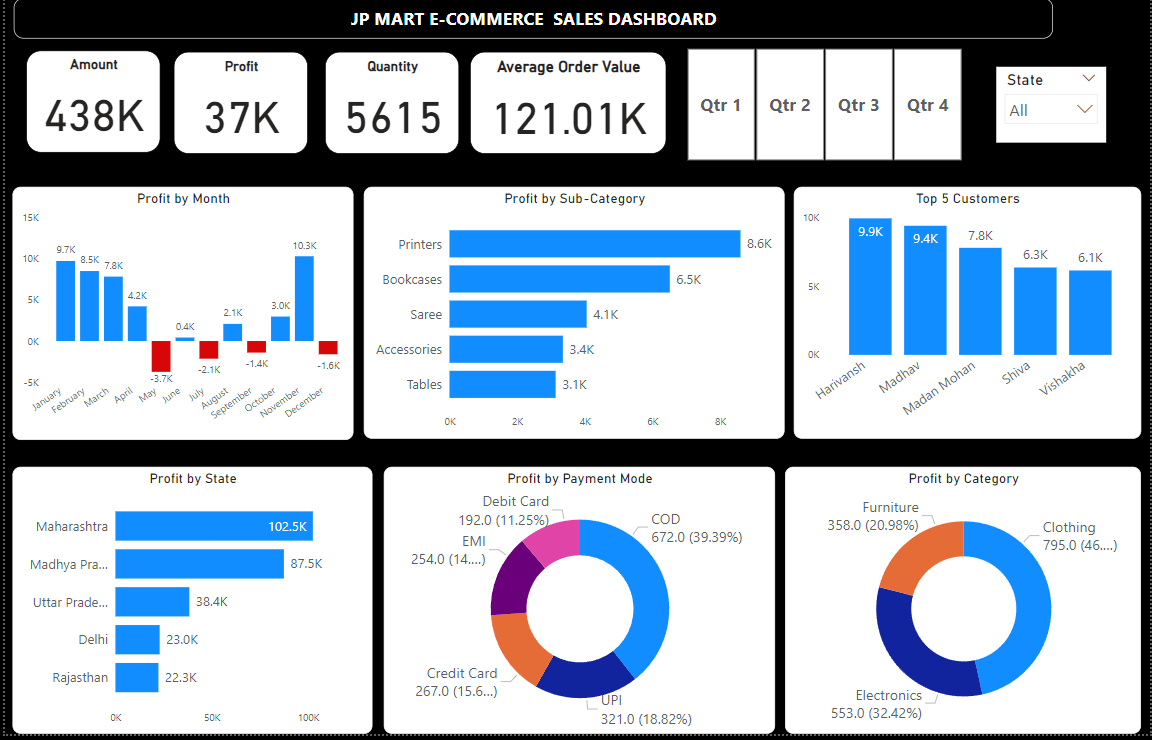 JP MART E-COMMERCE  SALES DASHBOARD
Amount
438K
Profit
37K
Quantity
5615
Average Order Value
121.01K
Qtr 1
Qtr 2
Qtr 3
Qtr 4
State
All
Profit by Month
15K
10K
5K
0K
-5K
9.7K
8.5K
7.8K
4.2K
-3.7K
0.4K
-2.1K
2.1K
-1.4K
3.0K
10.3K
-1.6K
January
February
March
April
May
June
July
August
September
October
November
December
Profit by Sub-Category
Printers
8.6K
Bookcases
6.5K
Saree
4.1K
Accessories
3.4K
Tables
3.1K
0K
2K
4K
6K
8K
Top 5 Customers
10K
5K
0K
9.9K
9.4K
7.8K
6.3K
6.1K
Harivansh
Madhav
Madan Mohan
Shiva
Vishakha
Profit by State
Maharashtra
102.5K
Madhya Pra...
87.5K
Uttar Prade...
38.4K
Delhi
23.0K
Rajasthan
22.3K
0K
50K
100K
Profit by Payment Mode
Debit Card
192.0 (11.25%)
EMI
254.0 (14....)
Credit Card
267.0 (15.6...)
UPI
321.0 (18.82%)
COD
672.0 (39.39%)
Profit by Category
Furniture
358.0 (20.98%)
Clothing
795.0 (46....)
Electronics
553.0 (32.42%)